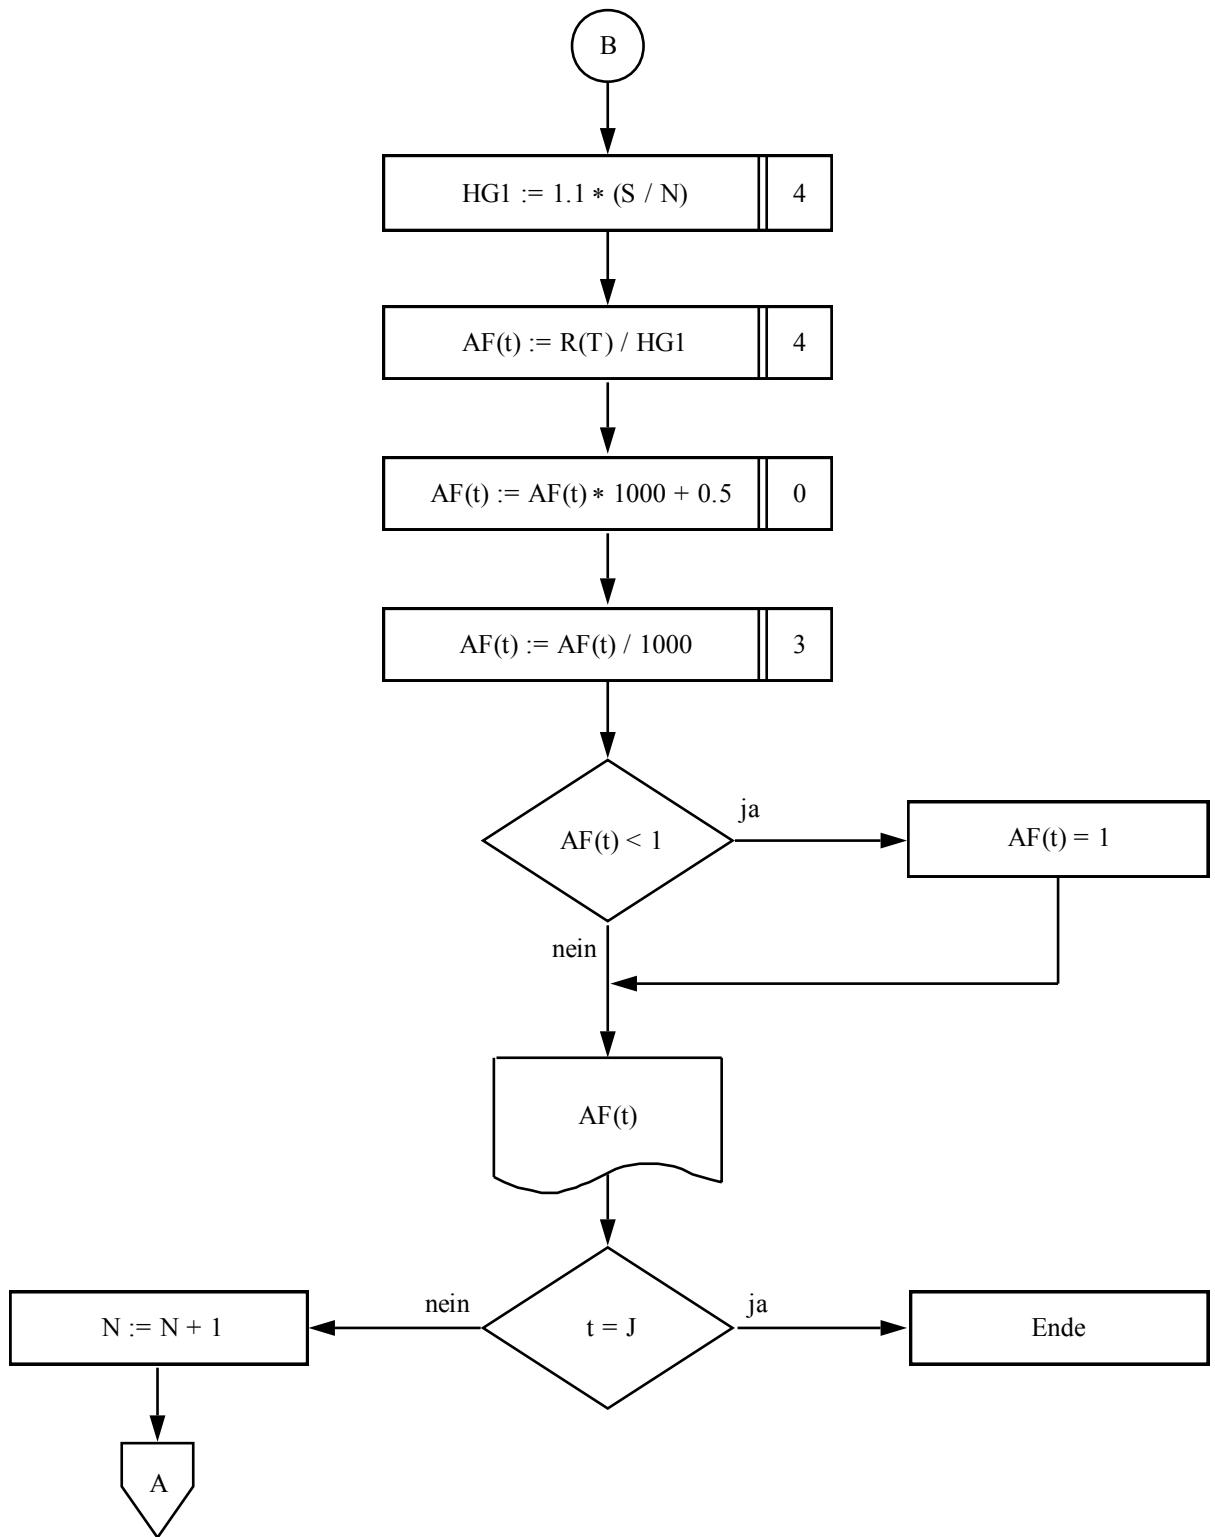 B
HG1 := 1.1 * (S / N) 4
AF(t) := R(T) / HG1 4
AF(t) := AF(t) * 1000 + 0.5 0
AF(t) := AF(t) / 1000 3
AF(t) < 1
ja
AF(t) = 1
nein
AF(t)
N := N + 1
nein
t = J
ja
Ende
A